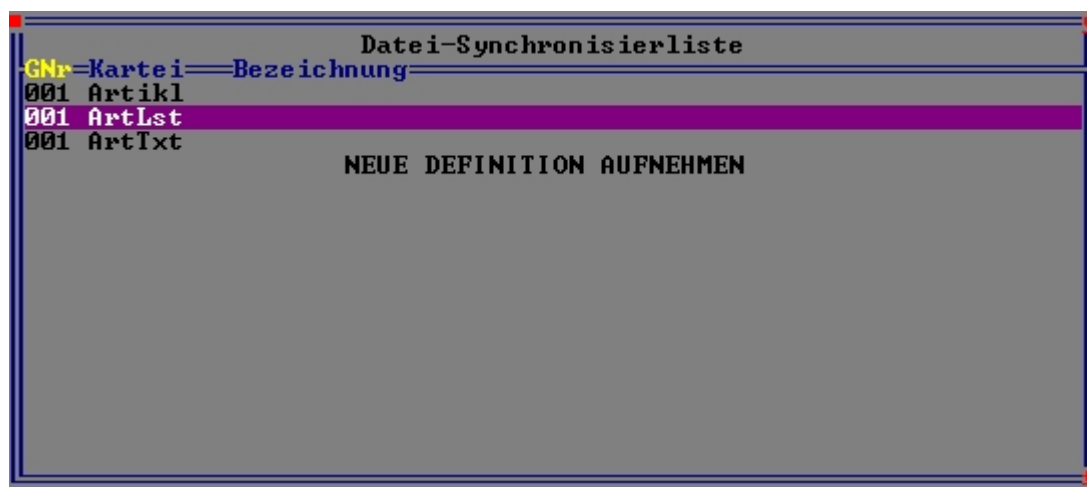 Datei-Synchronisierliste
GNr Kartei Bezeichnung
001 Artikl
001 ArtLst
001 ArtTxt
NEUE DEFINITION AUFNEHMEN